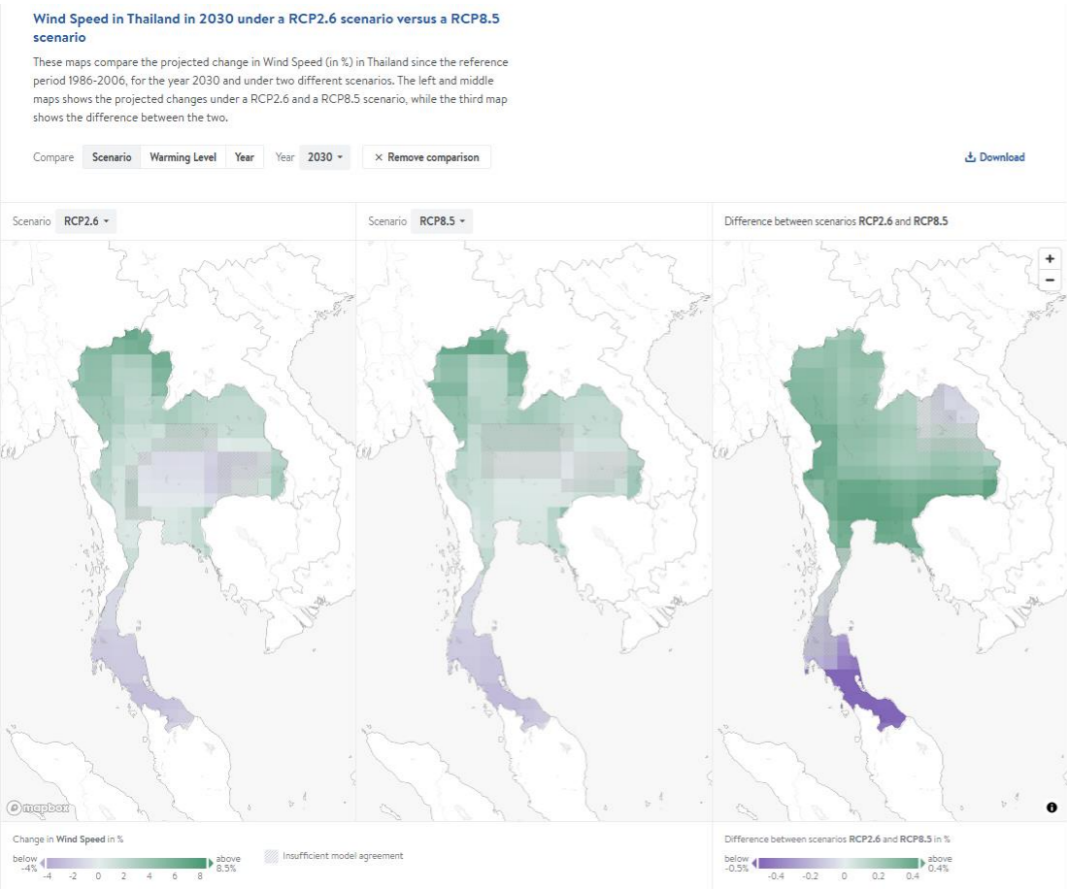 Wind Speed in Thailand in 2030 under a RCP2.6 scenario versus a RCP8.5
scenario
These maps compare the projected change in Wind Speed (in %) in Thailand since the reference
period 1986-2006, for the year 2030 and under two different scenarios. The left and middle
maps shows the projected changes under a RCP2.6 and a RCP8.5 scenario, while the third map
shows the difference between the two.
Compare Scenario Warming Level Year Year 2030 × Remove comparison Download
Scenario RCP2.6 Scenario RCP8.5 Difference between scenarios RCP2.6 and RCP8.5
+
−
mapbox
Change in Wind Speed in % Difference between scenarios RCP2.6 and RCP8.5 in %
below -4% -4 -2 0 2 4 6 8 above 8.5% Insufficient model agreement below -0.5% -0.4 -0.2 0 0.2 0.4 above 0.4%